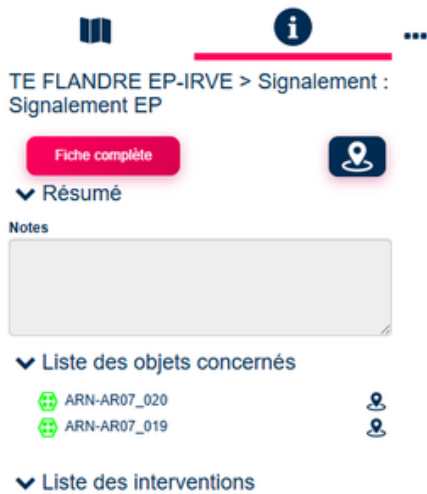 TE FLANDRE EP-IRVE > Signalement :
Signalement EP
Fiche complète
Résumé
Notes
Liste des objets concernés
ARN-AR07_020
ARN-AR07_019
Liste des interventions